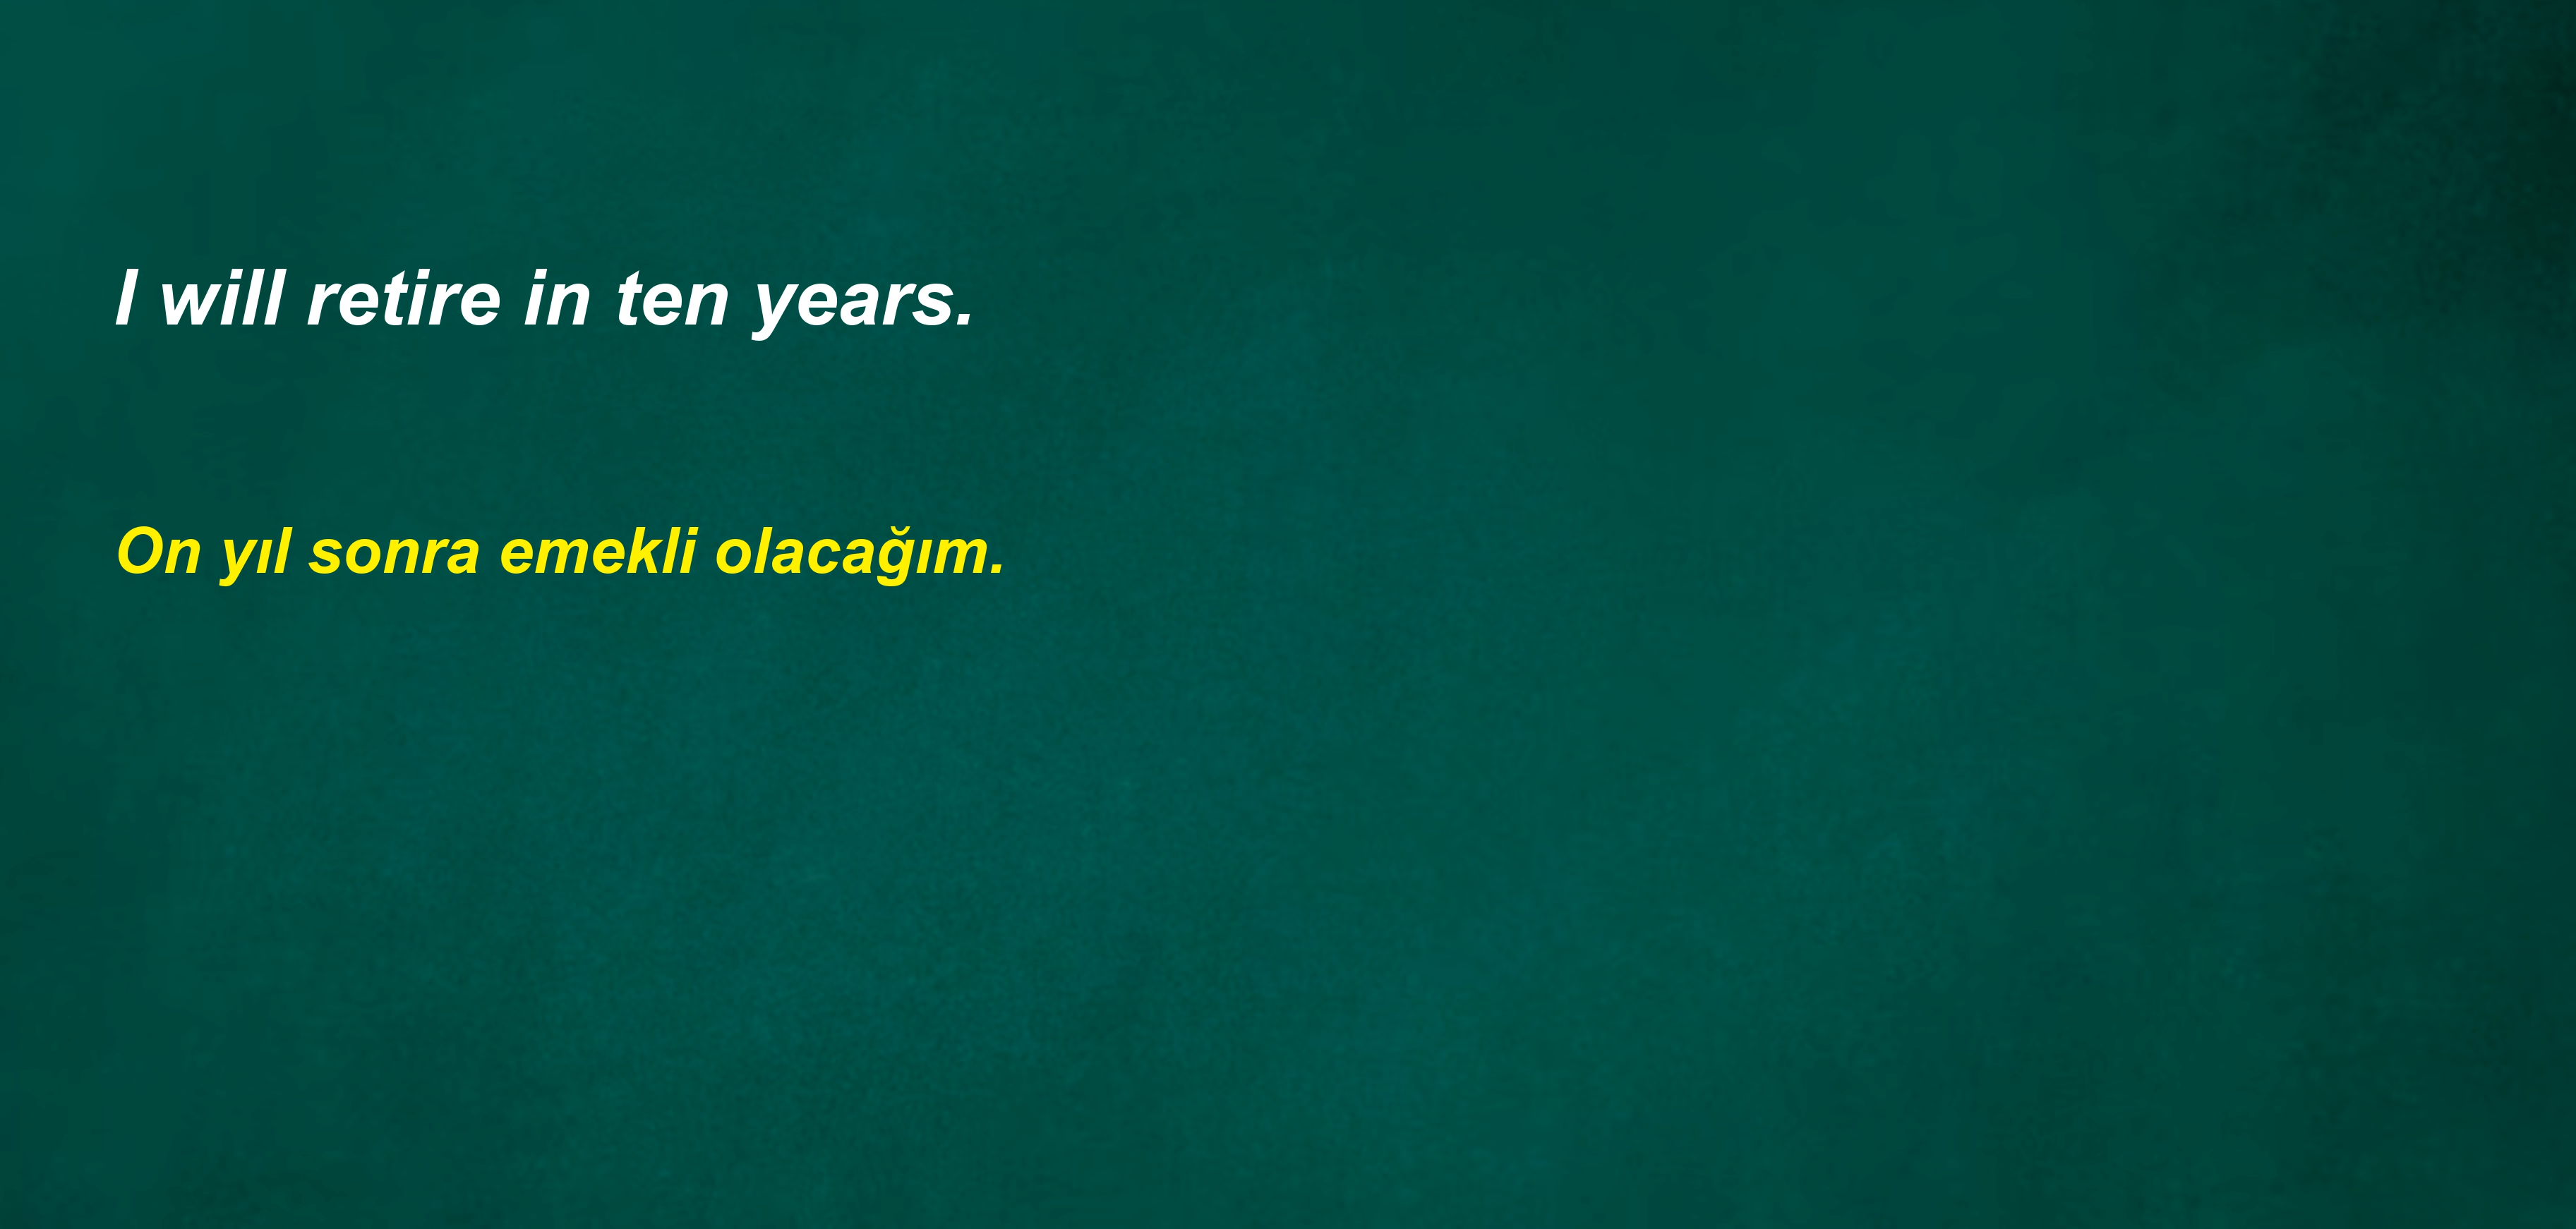 I will retire in ten years.
On yıl sonra emekli olacağım.